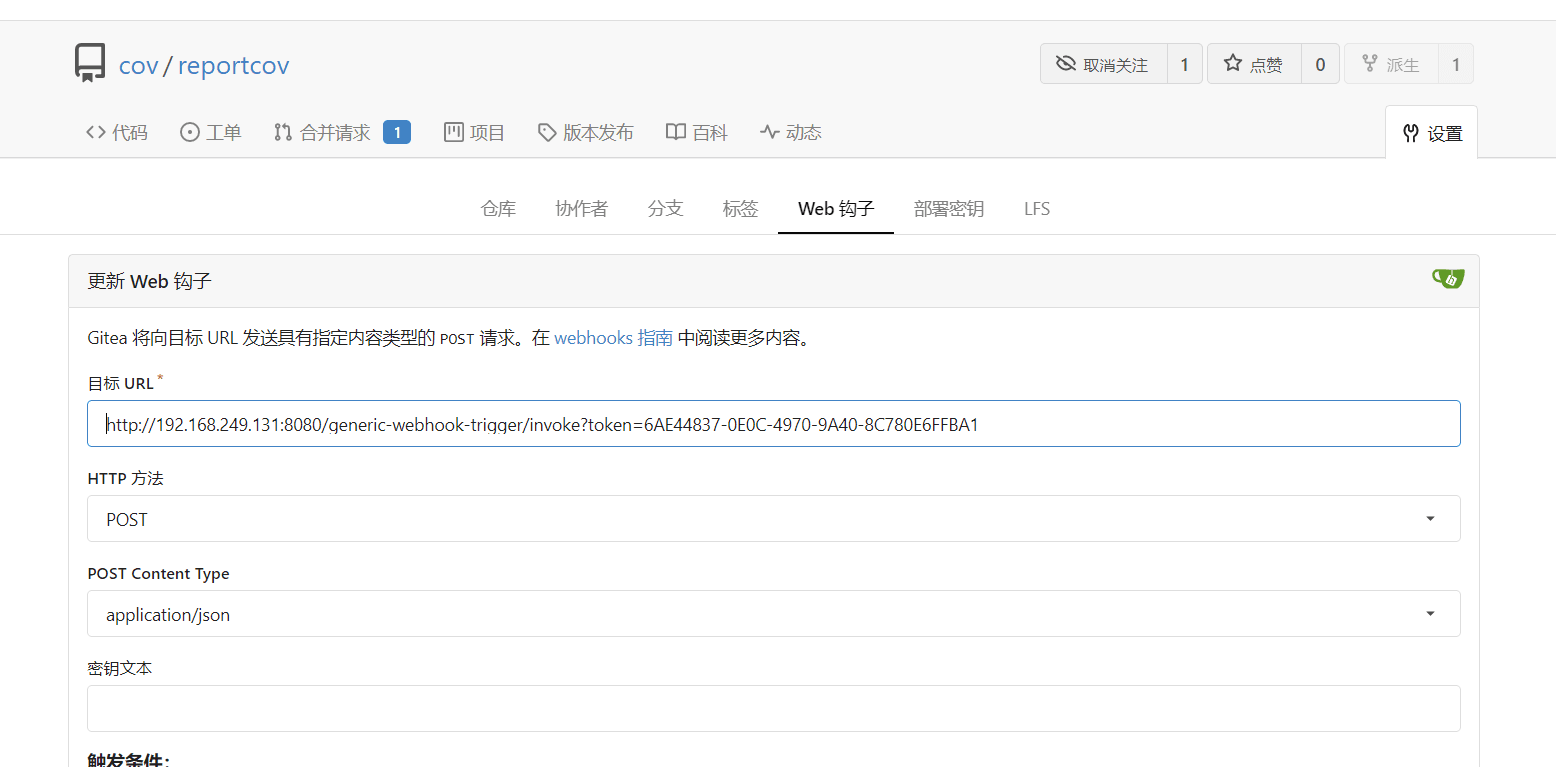 cov / reportcov
取消关注 1 点赞 0 派生 1
代码 工单 合并请求 1 项目 版本发布 百科 动态 设置
仓库 协作者 分支 标签 Web 钩子 部署密钥 LFS
更新 Web 钩子
Gitea 将向目标 URL 发送具有指定内容类型的 POST 请求。在 webhooks 指南 中阅读更多内容。
目标 URL *
http://192.168.249.131:8080/generic-webhook-trigger/invoke?token=6AE44837-0E0C-4970-9A40-8C780E6FFBA1
HTTP 方法
POST
POST Content Type
application/json
密钥文本
触发条件：